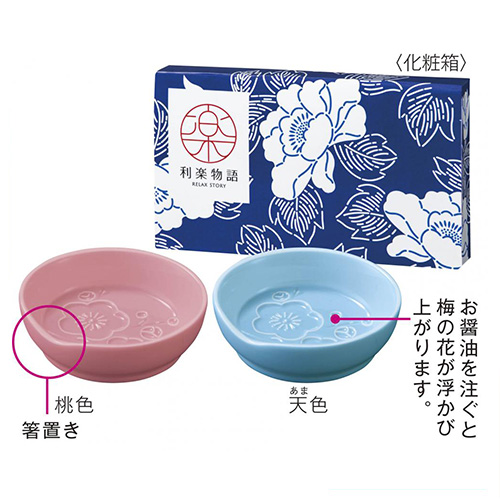 〈化粧箱〉
楽
利楽物語
RELAX STORY
お醤油を注ぐと
梅の花が浮かび
上がります。
桃色
箸置き
あま
天色